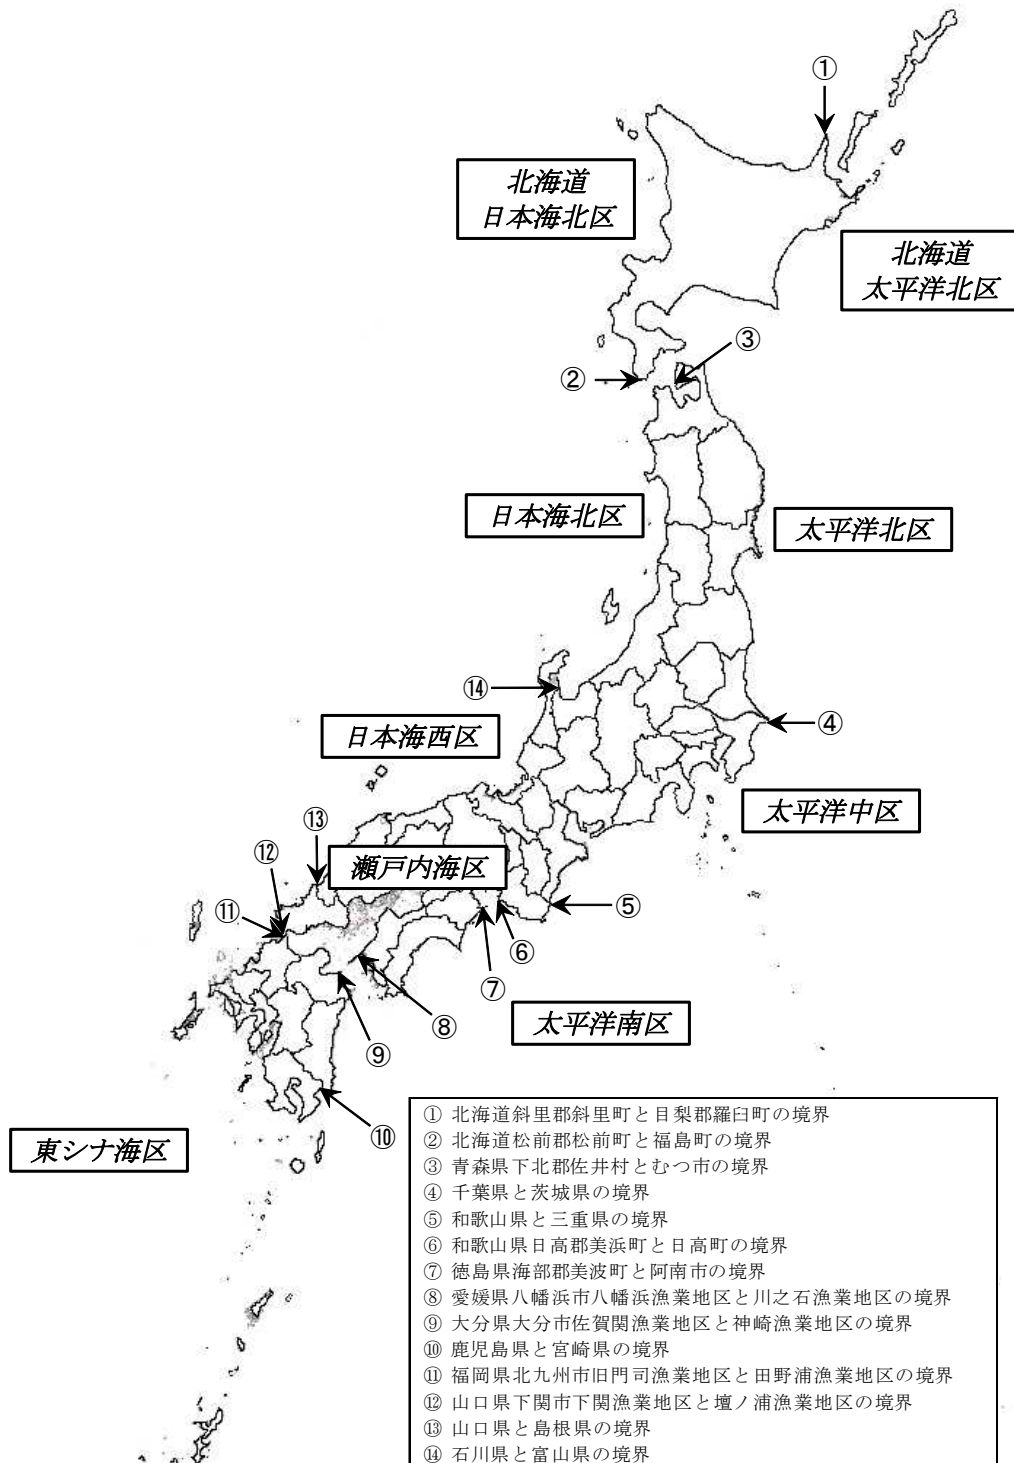 ①
北海道
日本海北区
北海道
太平洋北区
③
②
日本海北区
太平洋北区
⑭
④
日本海西区
太平洋中区
⑬
⑫
瀬戸内海区
⑪
⑤
⑥
⑦
太平洋南区
⑧
⑨
⑩
東シナ海区
① 北海道斜里郡斜里町と目梨郡羅臼町の境界
② 北海道松前郡松前町と福島町の境界
③ 青森県下北郡佐井村とむつ市の境界
④ 千葉県と茨城県の境界
⑤ 和歌山県と三重県の境界
⑥ 和歌山県日高郡美浜町と日高町の境界
⑦ 徳島県海部郡美波町と阿南市の境界
⑧ 愛媛県八幡浜市八幡浜漁業地区と川之石漁業地区の境界
⑨ 大分県大分市佐賀関漁業地区と神崎漁業地区の境界
⑩ 鹿児島県と宮崎県の境界
⑪ 福岡県北九州市旧門司漁業地区と田野浦漁業地区の境界
⑫ 山口県下関市下関漁業地区と壇ノ浦漁業地区の境界
⑬ 山口県と島根県の境界
⑭ 石川県と富山県の境界